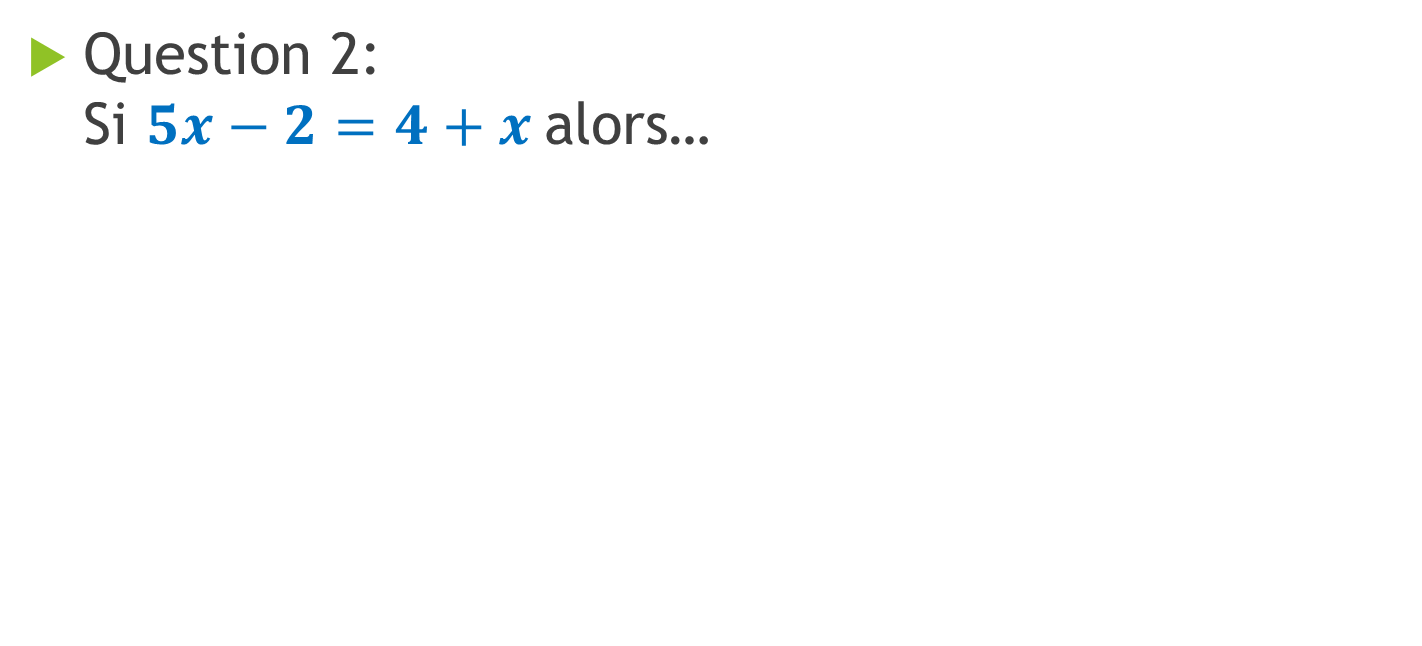 Question 2:
Si 5x − 2 = 4 + x alors...